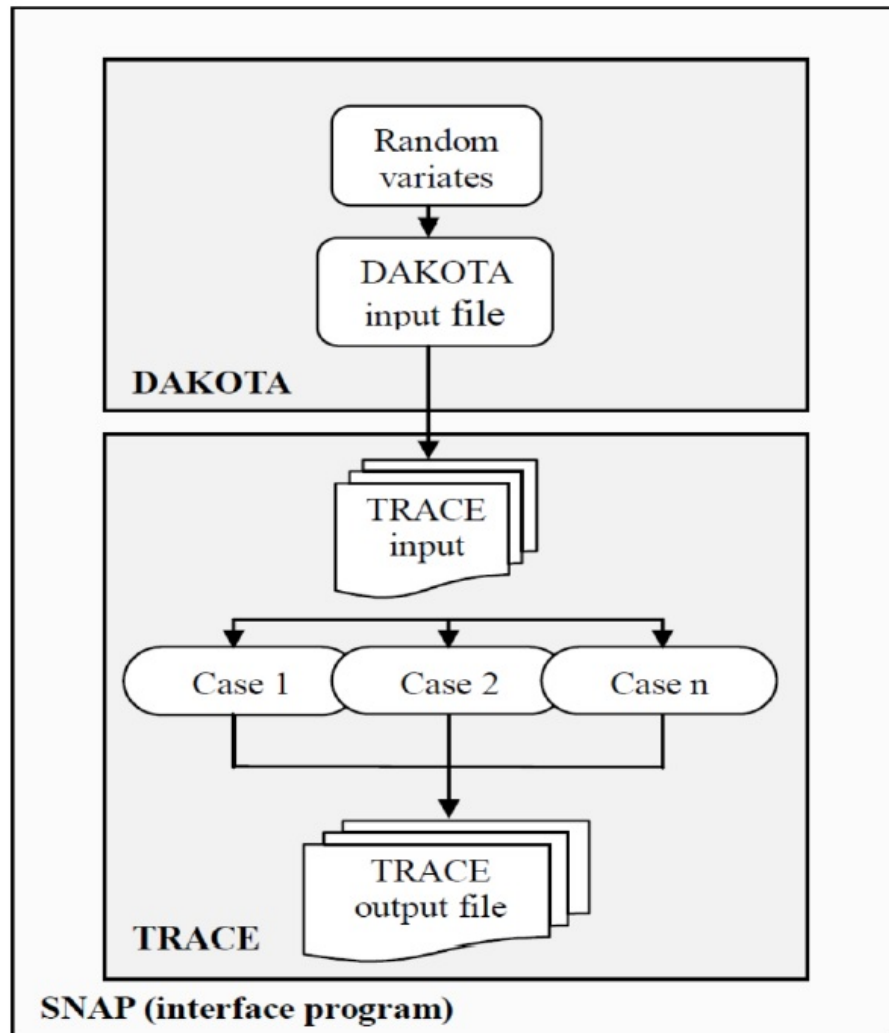 Random
variates
DAKOTA
input file
DAKOTA
TRACE
input
Case 1
Case 2
Case n
TRACE
output file
TRACE
SNAP (interface program)